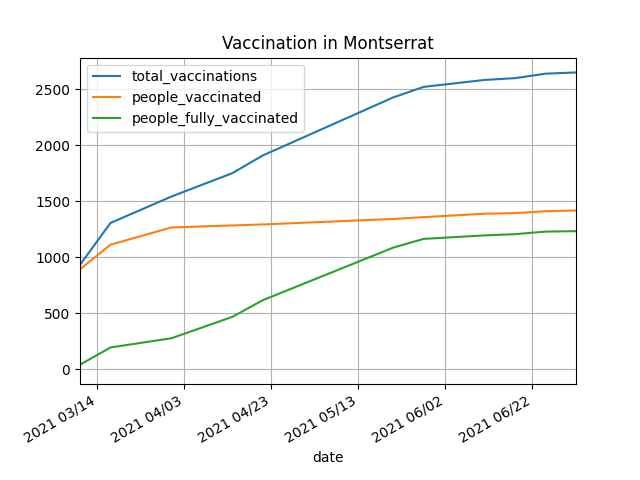 Vaccination in Montserrat
total_vaccinations
people_vaccinated
people_fully_vaccinated
2500
2000
1500
1000
500
0
2021 03/14
2021 04/03
2021 04/23
2021 05/13
2021 06/02
2021 06/22
date